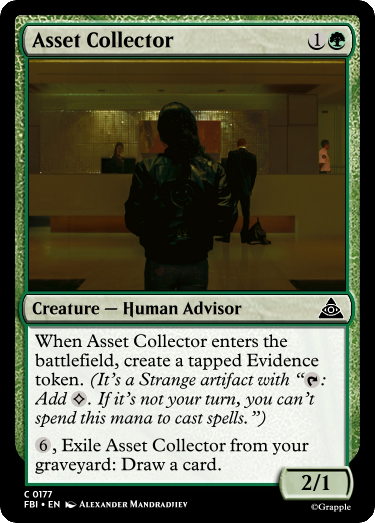 Asset Collector
1
Creature — Human Advisor
When Asset Collector enters the
battlefield, create a tapped Evidence
token. (It's a Strange artifact with “:
Add . If it's not your turn, you can't
spend this mana to cast spells.”)
6, Exile Asset Collector from your
graveyard: Draw a card.
2/1
C 0177
FBI • EN Alexander Mandradjiev
©Grapple